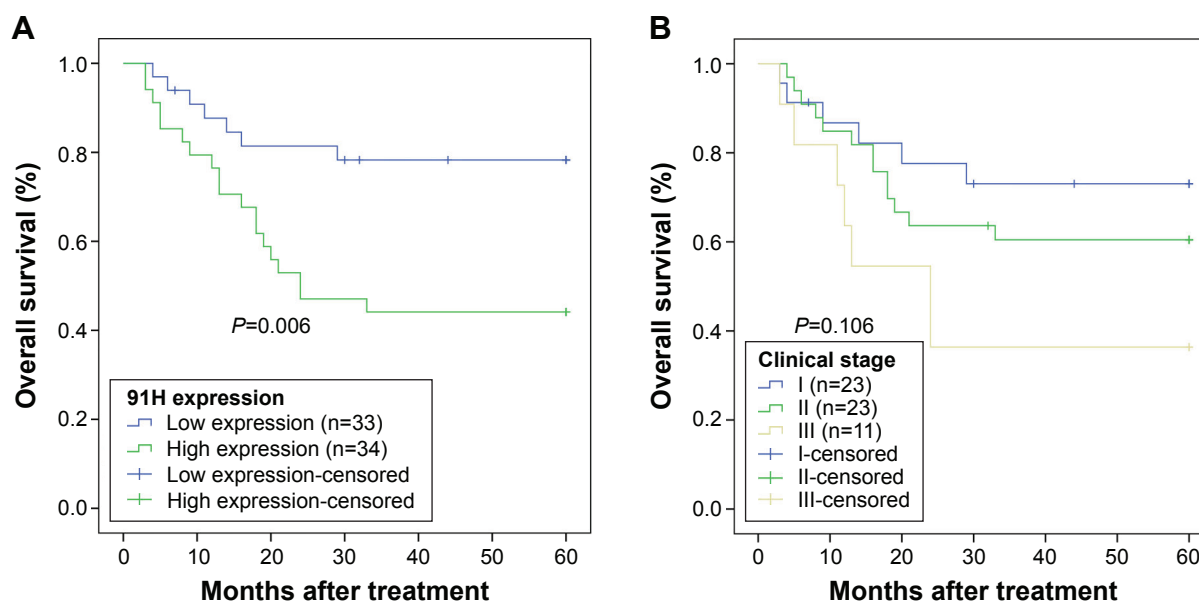 A
Overall survival (%)
1.0
0.8
0.6
0.4
0.2
0.0
P=0.006
91H expression
Low expression (n=33)
High expression (n=34)
Low expression-censored
High expression-censored
0 10 20 30 40 50 60
Months after treatment
B
Overall survival (%)
1.0
0.8
0.6
0.4
0.2
0.0
P=0.106
Clinical stage
I (n=23)
II (n=23)
III (n=11)
I-censored
II-censored
III-censored
0 10 20 30 40 50 60
Months after treatment